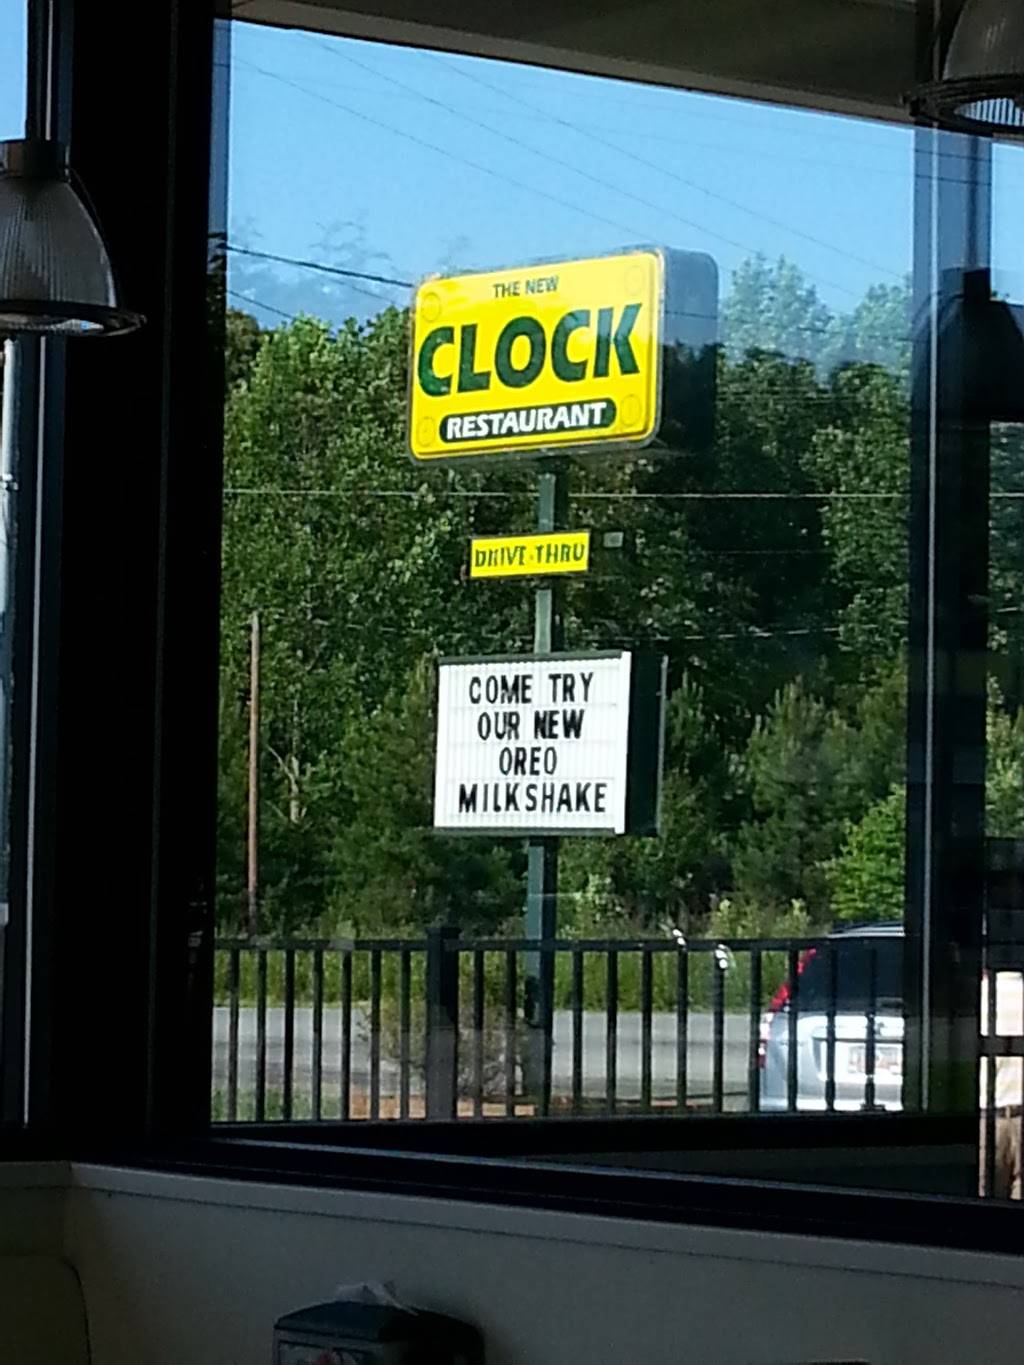 THE NEW
CLOCK
RESTAURANT
DRIVE-THRU
COME TRY
OUR NEW
OREO
MILKSHAKE